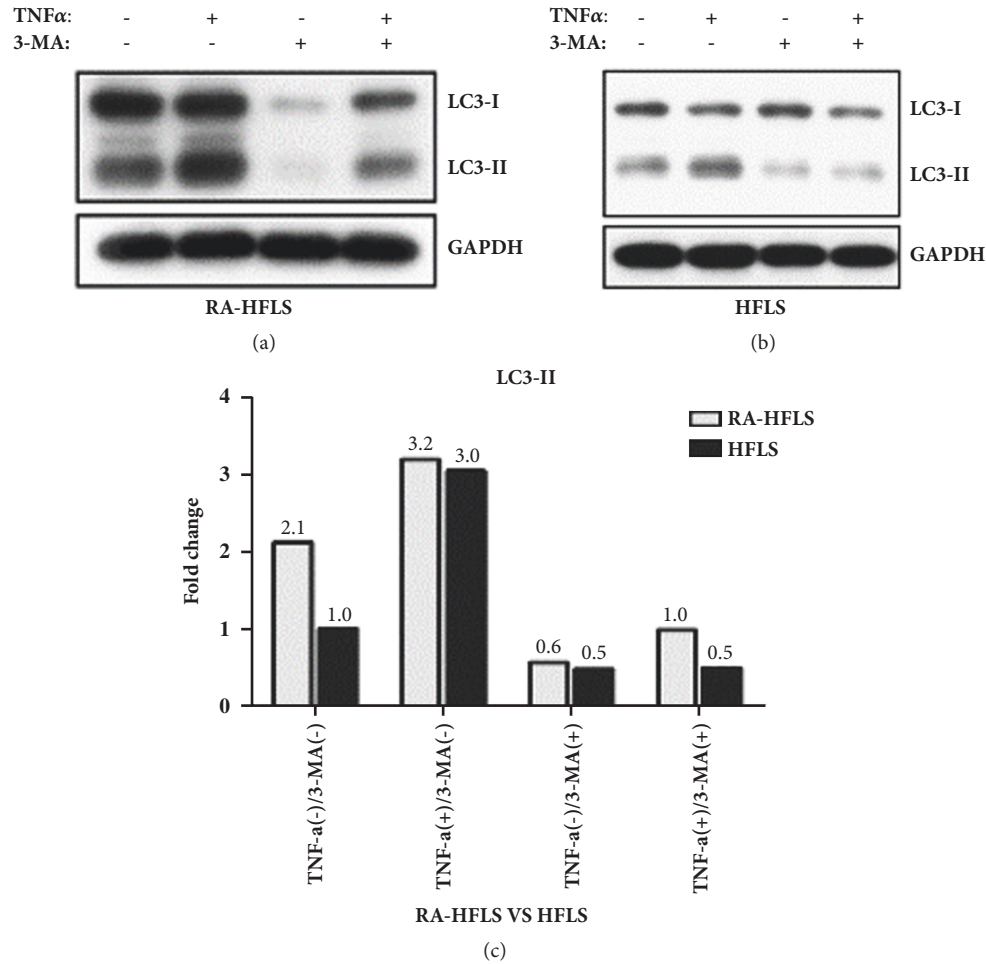 TNFα: - + - +
3-MA: - - + +
LC3-I
LC3-II
GAPDH
RA-HFLS
(a)
TNFα: - + - +
3-MA: - - + +
LC3-I
LC3-II
GAPDH
HFLS
(b)
LC3-II
RA-HFLS
HFLS
Fold change
4
3
2
1
0
2.1
1.0
3.2
3.0
0.6
0.5
1.0
0.5
TNF-a(-)/3-MA(-)
TNF-a(+)/3-MA(-)
TNF-a(-)/3-MA(+)
TNF-a(+)/3-MA(+)
RA-HFLS VS HFLS
(c)